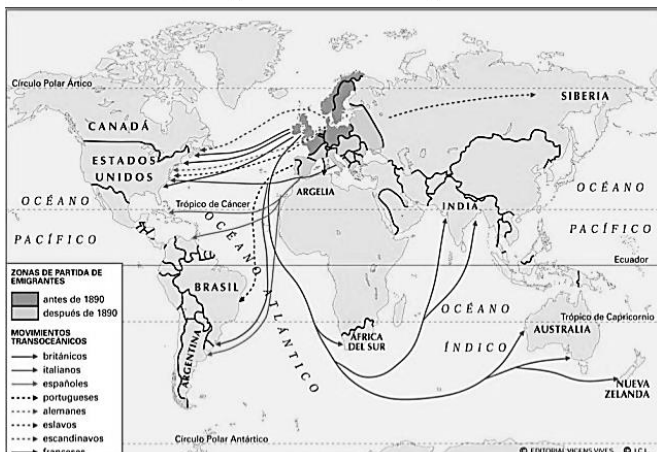 Círculo Polar Ártico
SIBERIA
CANADÁ
ESTADOS
UNIDOS
OCÉANO
PACÍFICO
Trópico de Cáncer
ARGELIA
INDIA
OCÉANO
PACÍFICO
OCÉANO ATLÁNTICO
Ecuador
ZONAS DE PARTIDA DE
EMIGRANTES
antes de 1890
después de 1890
BRASIL
OCÉANO
ÍNDICO
Trópico de Capricornio
AUSTRALIA
ÁFRICA
DEL SUR
ARGENTINA
NUEVA
ZELANDA
MOVIMIENTOS
TRANSOCEÁNICOS
británicos
italianos
españoles
portugueses
alemanes
eslavos
escandinavos
franceses
Círculo Polar Antártico
© EDITORIAL VICENS VIVES © J.C.I.